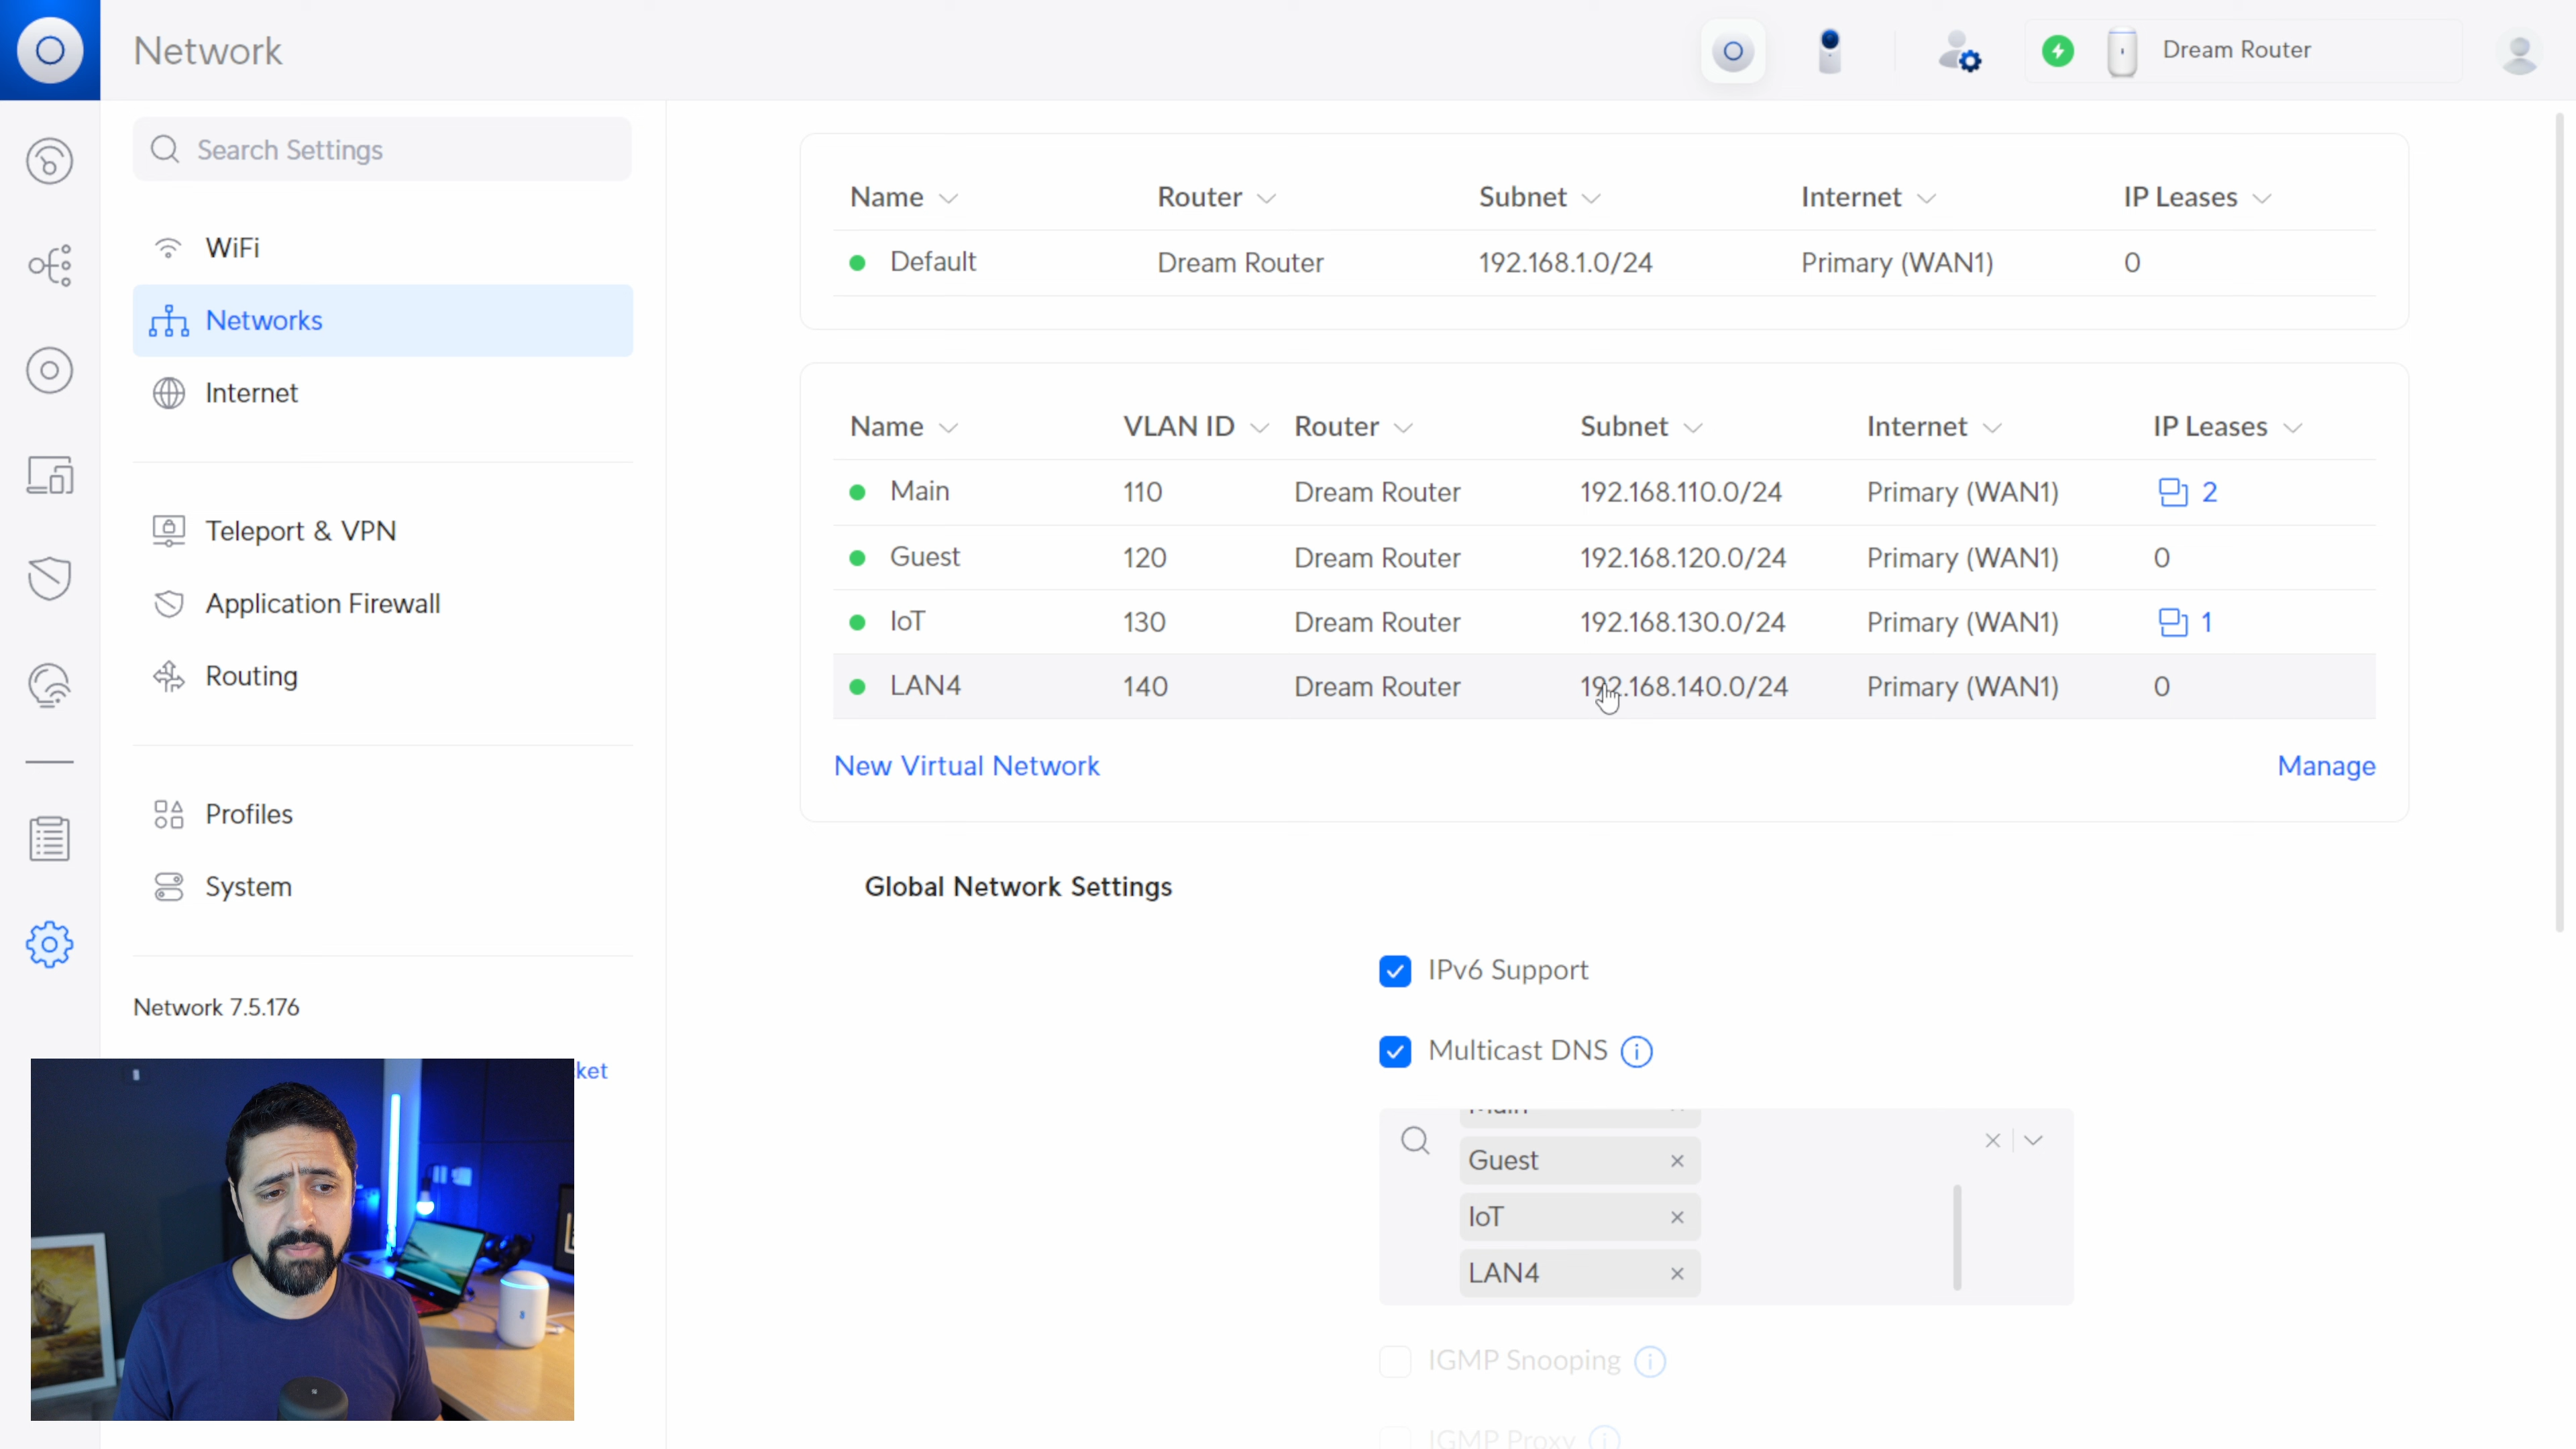 Network
Dream Router
Search Settings
WiFi
Networks
Internet
Teleport & VPN
Application Firewall
Routing
Profiles
System
Network 7.5.176
ket
Name Router Subnet Internet IP Leases
Default Dream Router 192.168.1.0/24 Primary (WAN1) 0
Name VLAN ID Router Subnet Internet IP Leases
Main 110 Dream Router 192.168.110.0/24 Primary (WAN1) 2
Guest 120 Dream Router 192.168.120.0/24 Primary (WAN1) 0
IoT 130 Dream Router 192.168.130.0/24 Primary (WAN1) 1
LAN4 140 Dream Router 192.168.140.0/24 Primary (WAN1) 0
New Virtual Network Manage
Global Network Settings
IPv6 Support
Multicast DNS
Main
Guest
IoT
LAN4
IGMP Snooping
IGMP Proxy